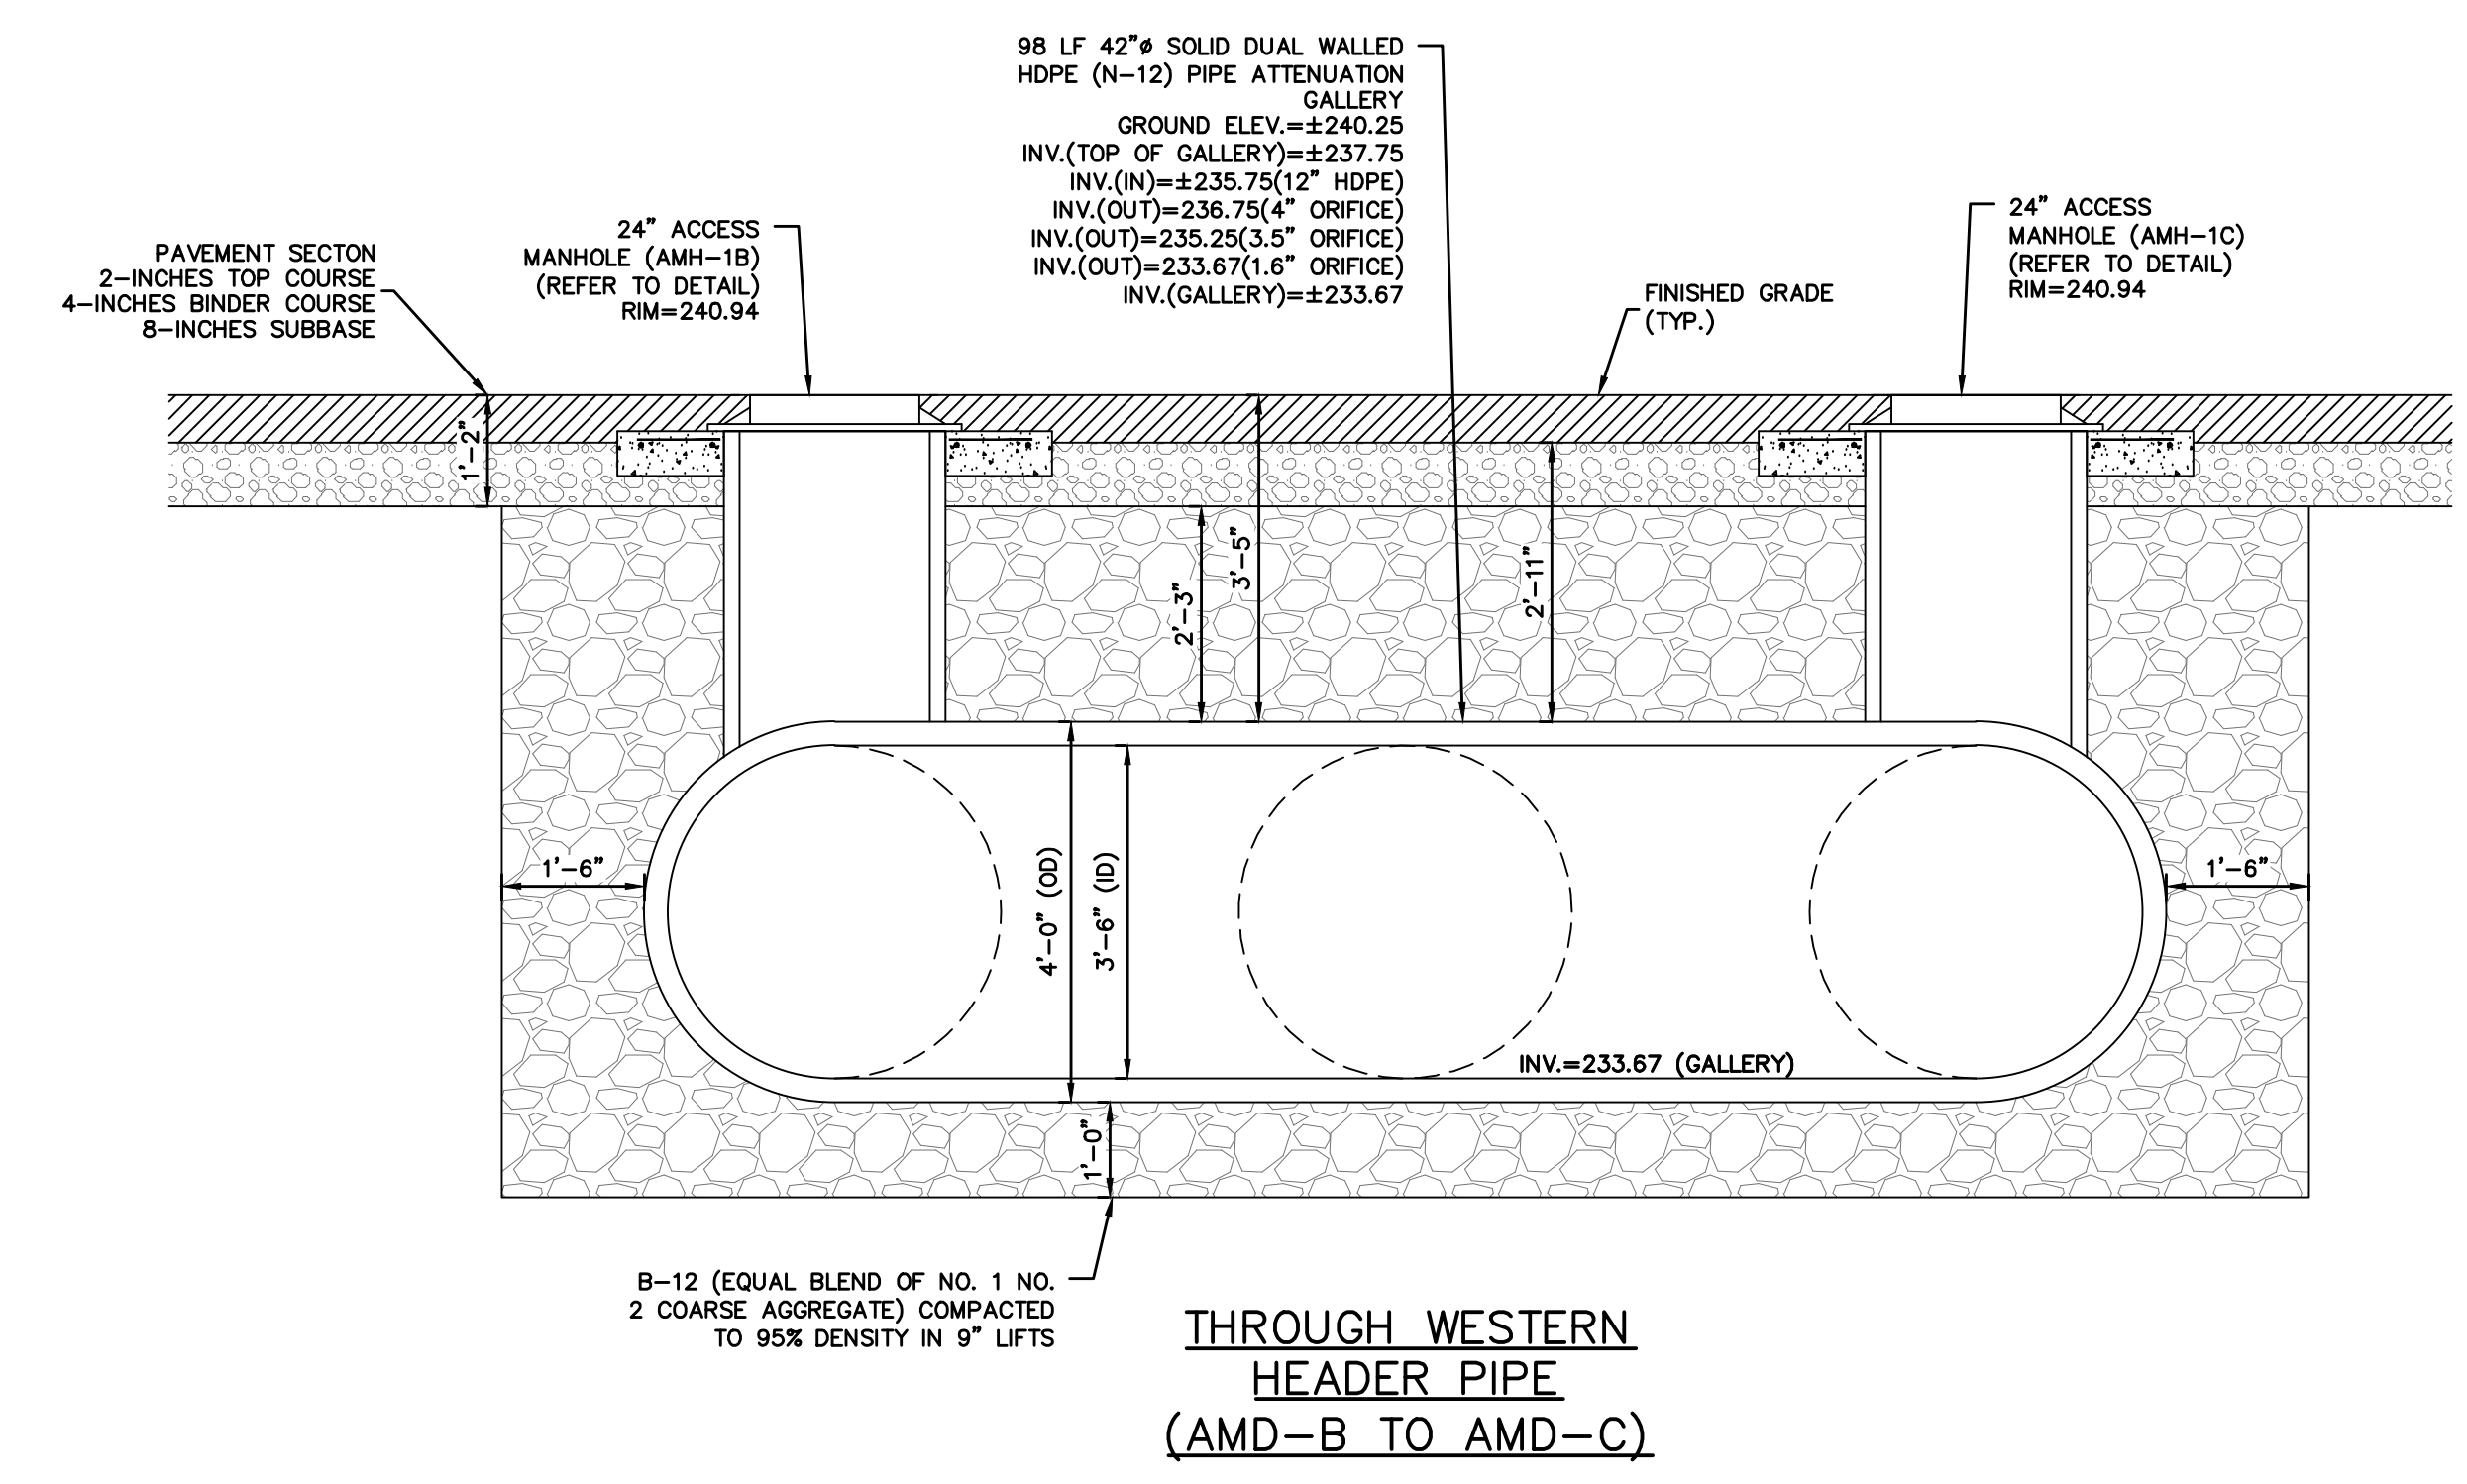 98 LF 42"ø SOLID DUAL WALLED
HDPE (N-12) PIPE ATTENUATION
GALLERY
GROUND ELEV.=±240.25
INV.(TOP OF GALLERY)=±237.75
INV.(IN)=±235.75(12" HDPE)
INV.(OUT)=236.75(4" ORIFICE)
INV.(OUT)=235.25(3.5" ORIFICE)
INV.(OUT)=233.67(1.6" ORIFICE)
INV.(GALLERY)=±233.67
PAVEMENT SECTON
2-INCHES TOP COURSE
4-INCHES BINDER COURSE
8-INCHES SUBBASE
24" ACCESS
MANHOLE (AMH-1B)
(REFER TO DETAIL)
RIM=240.94
FINISHED GRADE
(TYP.)
24" ACCESS
MANHOLE (AMH-1C)
(REFER TO DETAIL)
RIM=240.94
1'-2"
2'-3"
3'-5"
2'-11"
1'-6"
4'-0" (OD)
3'-6" (ID)
1'-6"
INV.=233.67 (GALLERY)
1'-0"
B-12 (EQUAL BLEND OF NO. 1 NO.
2 COARSE AGGREGATE) COMPACTED
TO 95% DENSITY IN 9" LIFTS
THROUGH WESTERN
HEADER PIPE
(AMD-B TO AMD-C)